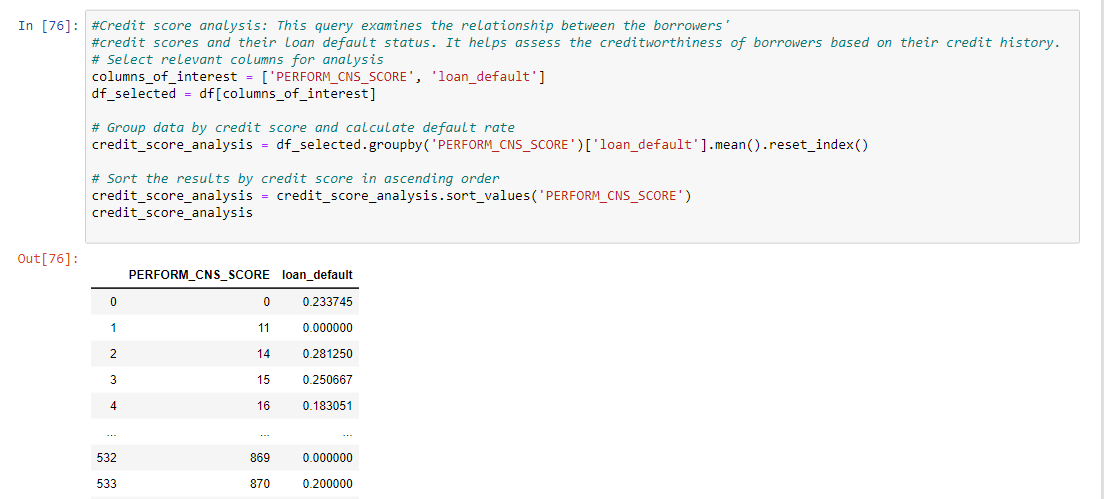 In [76]: #Credit score analysis: This query examines the relationship between the borrowers'
#credit scores and their loan default status. It helps assess the creditworthiness of borrowers based on their credit history.
# Select relevant columns for analysis
columns_of_interest = ['PERFORM_CNS_SCORE', 'loan_default']
df_selected = df[columns_of_interest]
# Group data by credit score and calculate default rate
credit_score_analysis = df_selected.groupby('PERFORM_CNS_SCORE')['loan_default'].mean().reset_index()
# Sort the results by credit score in ascending order
credit_score_analysis = credit_score_analysis.sort_values('PERFORM_CNS_SCORE')
credit_score_analysis
Out[76]:
PERFORM_CNS_SCORE loan_default
0 0 0.233745
1 11 0.000000
2 14 0.281250
3 15 0.250667
4 16 0.183051
... ... ...
532 869 0.000000
533 870 0.200000